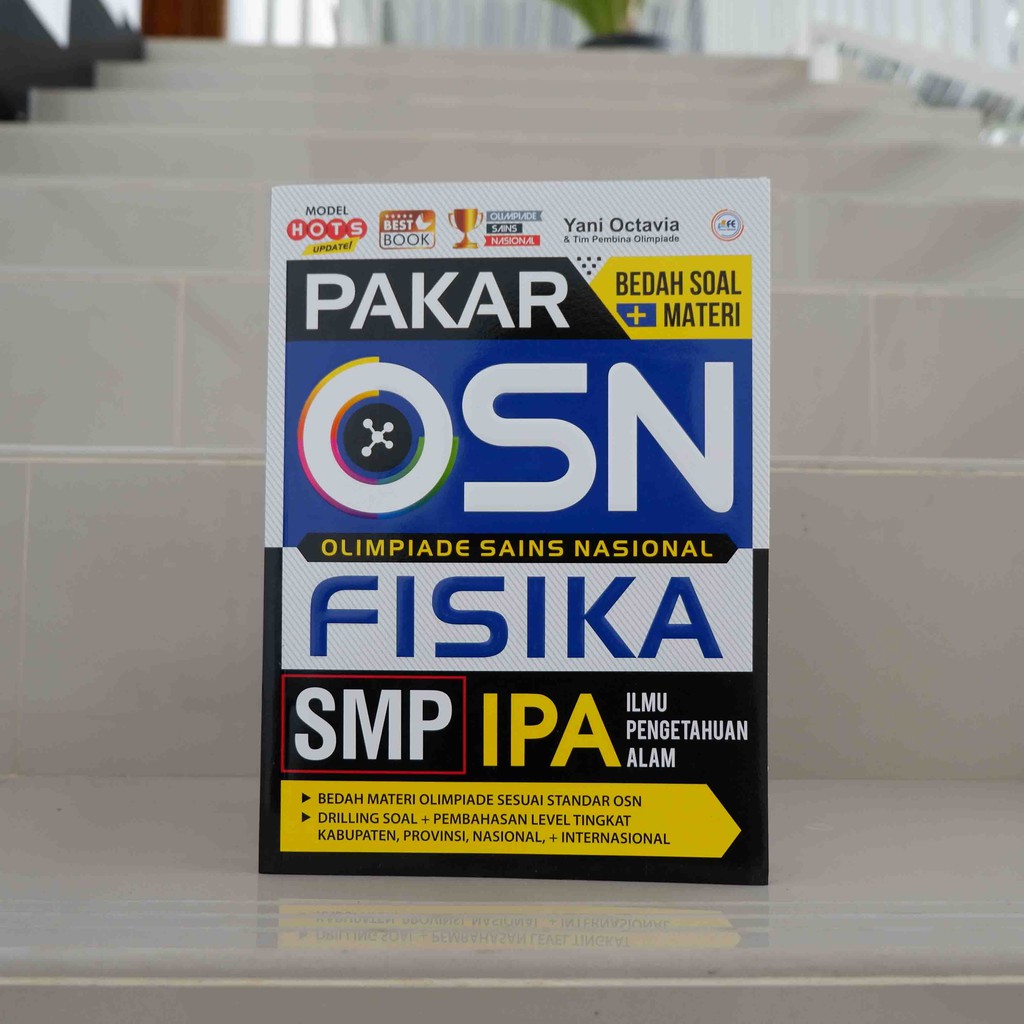 MODEL
HOTS
UPDATE!
BEST
BOOK
OLIMPIADE
SAINS
NASIONAL
Yani Octavia
& Tim Pembina Olimpiade
PAKAR
BEDAH SOAL
+ MATERI
OSN
OLIMPIADE SAINS NASIONAL
FISIKA
SMP
IPA
ILMU
PENGETAHUAN
ALAM
BEDAH MATERI OLIMPIADE SESUAI STANDAR OSN
DRILLING SOAL + PEMBAHASAN LEVEL TINGKAT
KABUPATEN, PROVINSI, NASIONAL, + INTERNASIONAL